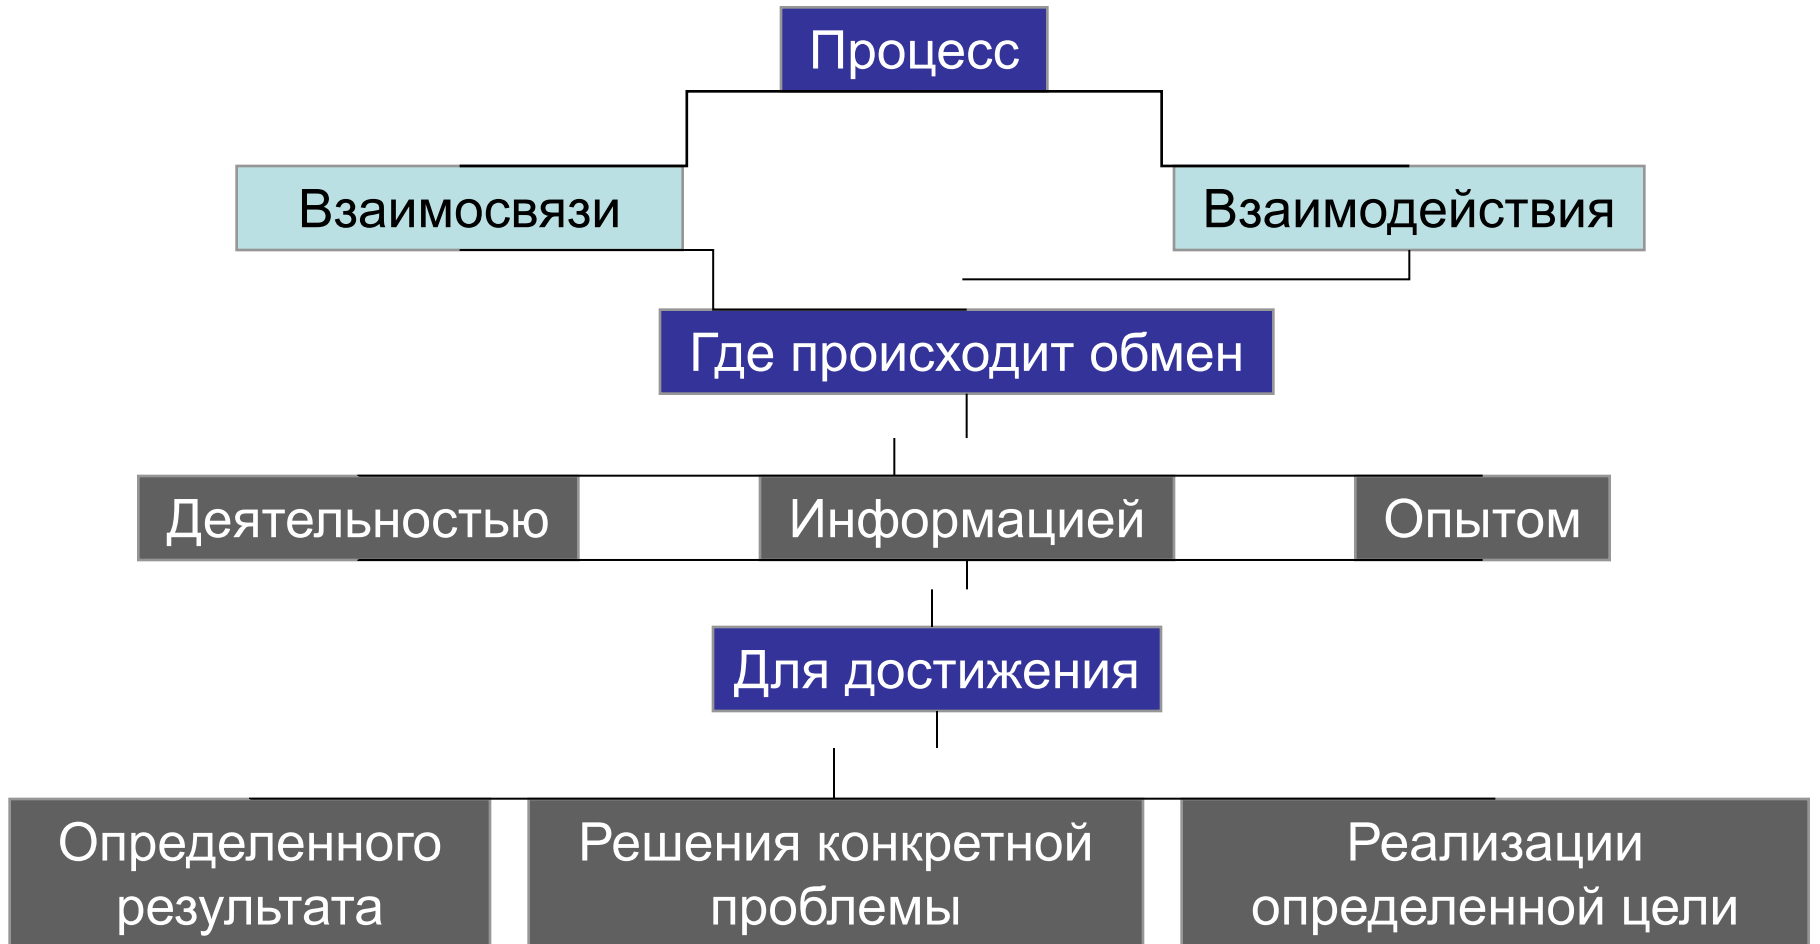 Процесс
Взаимосвязи
Взаимодействия
Где происходит обмен
Деятельностью
Информацией
Опытом
Для достижения
Определенного
результата
Решения конкретной
проблемы
Реализации
определенной цели